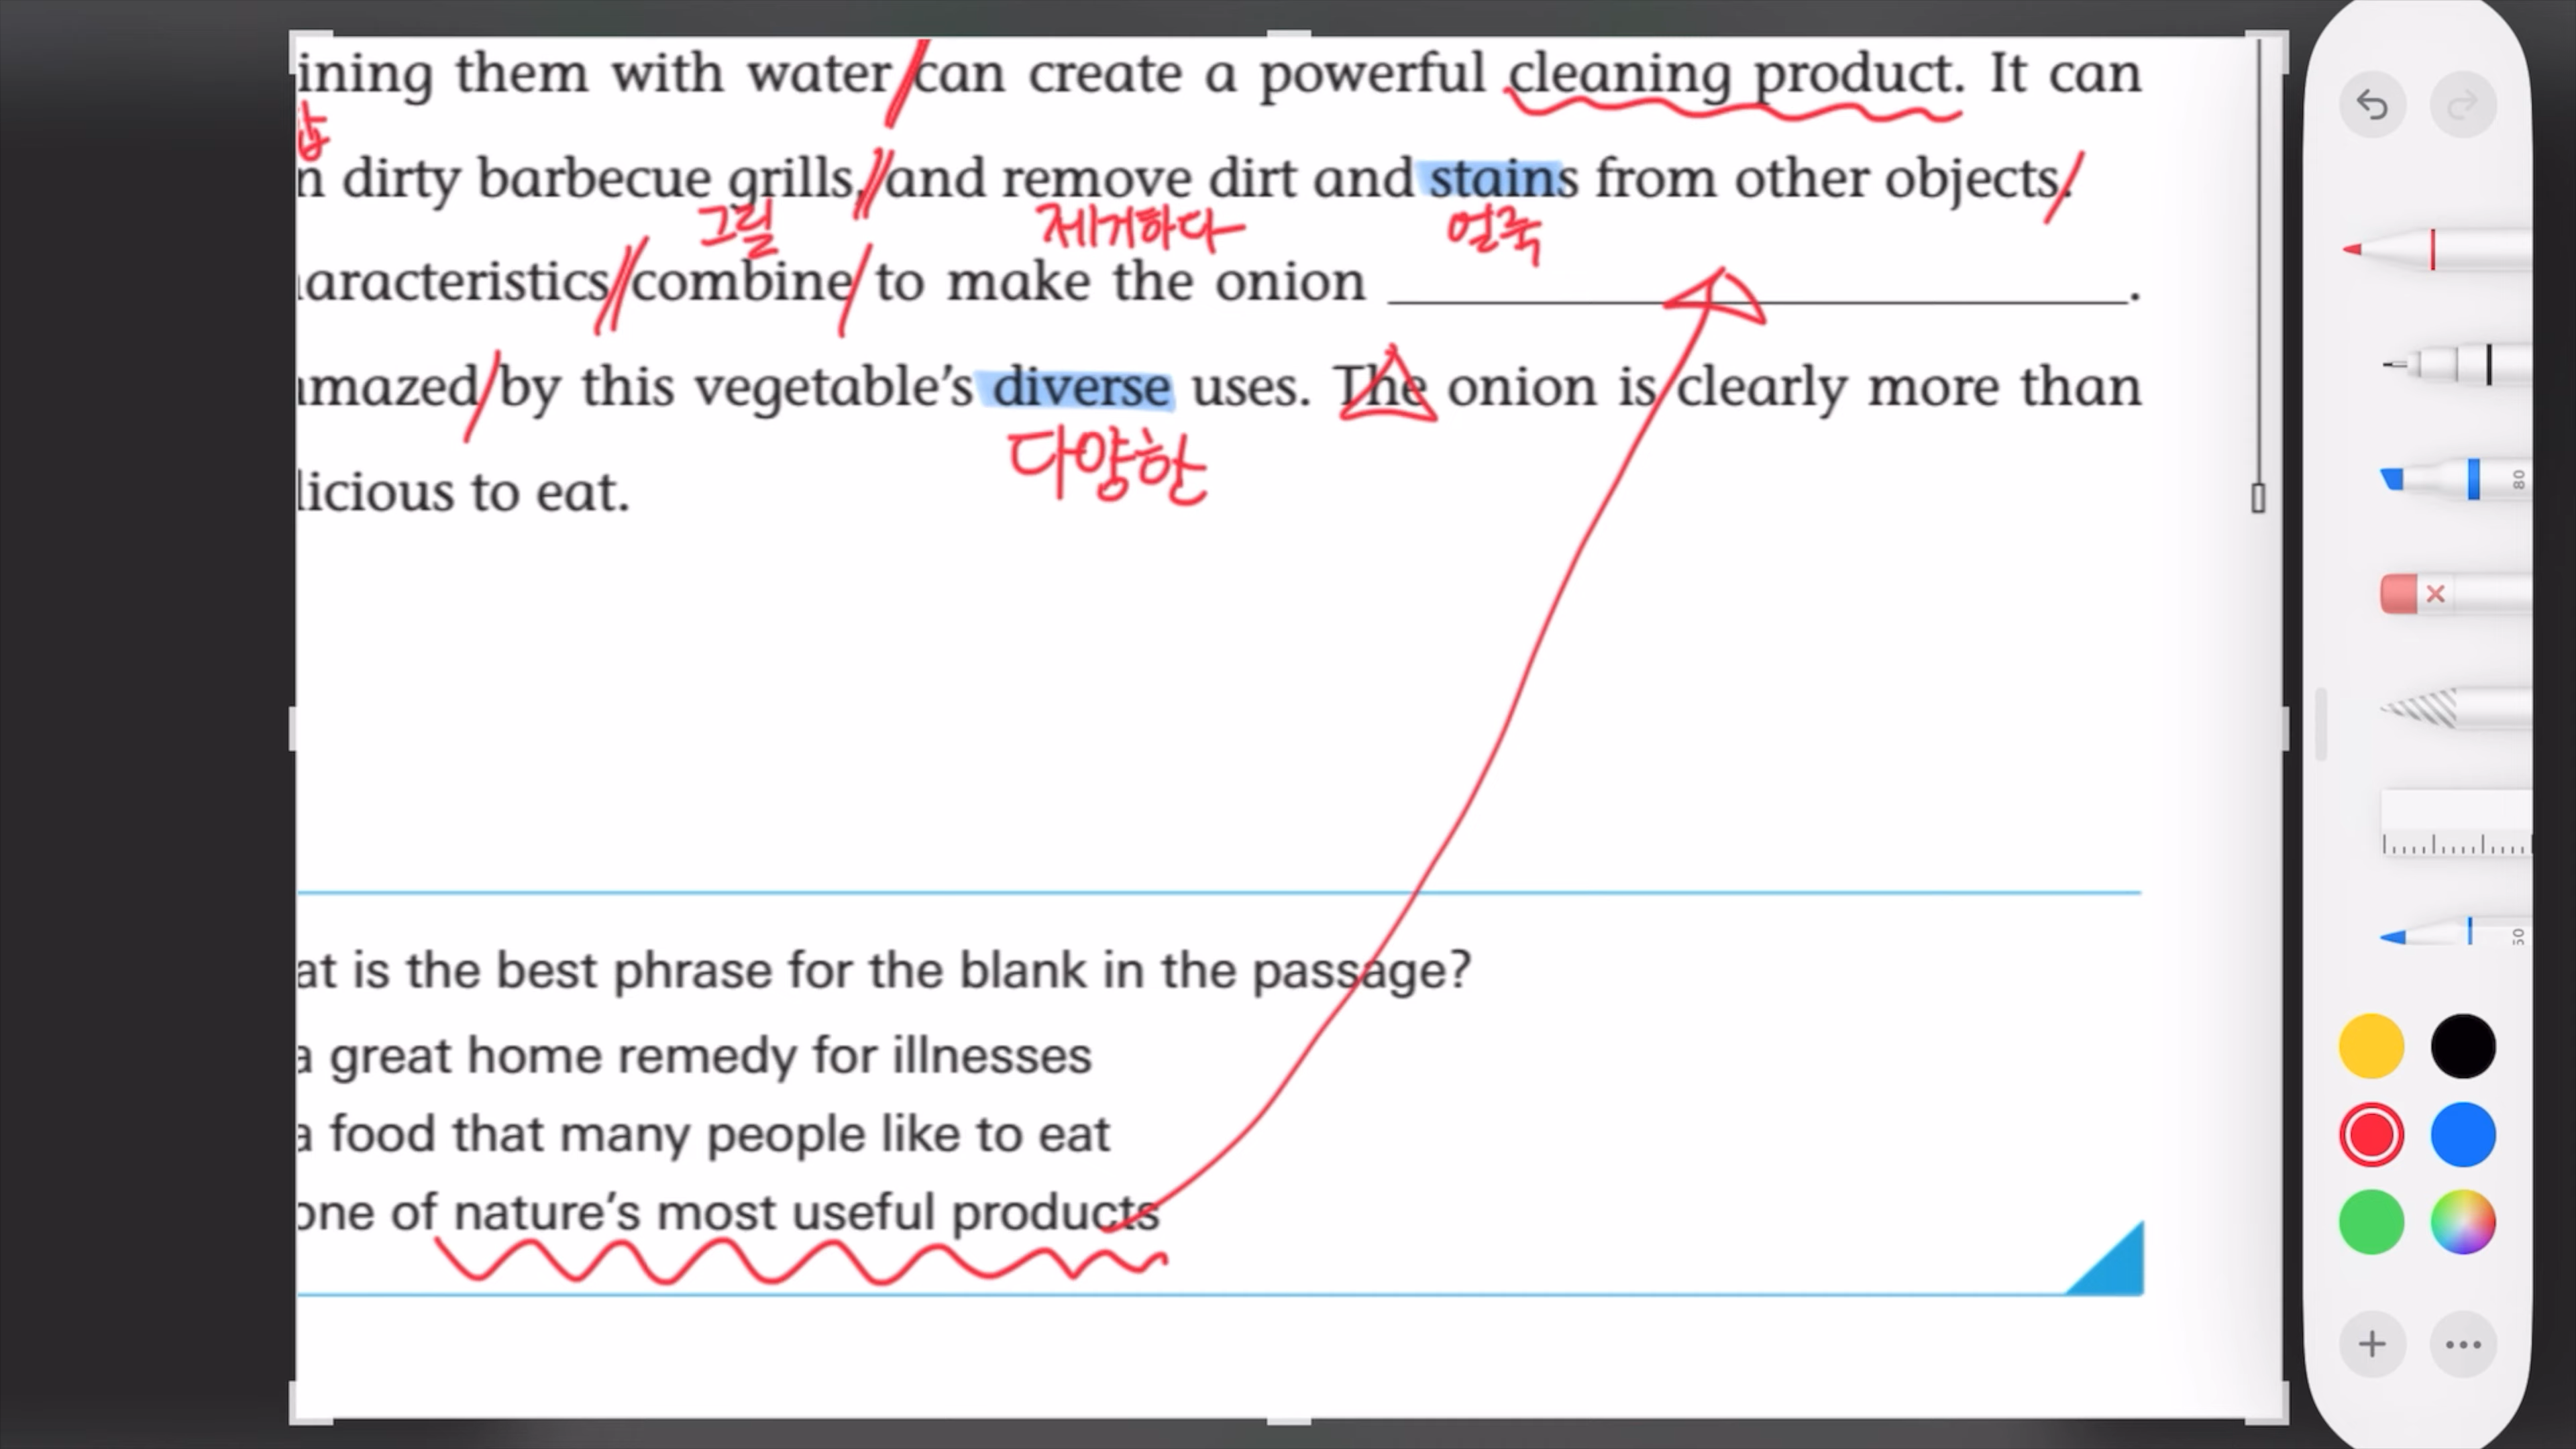 ining them with water can create a powerful cleaning product. It can
n dirty barbecue grills, and remove dirt and stains from other objects.
그릴 제거하다 얼룩
aracteristics combine to make the onion ____.
mazed by this vegetable's diverse uses. The onion is clearly more than
다양한
licious to eat.
at is the best phrase for the blank in the passage?
a great home remedy for illnesses
a food that many people like to eat
one of nature's most useful products
80
50